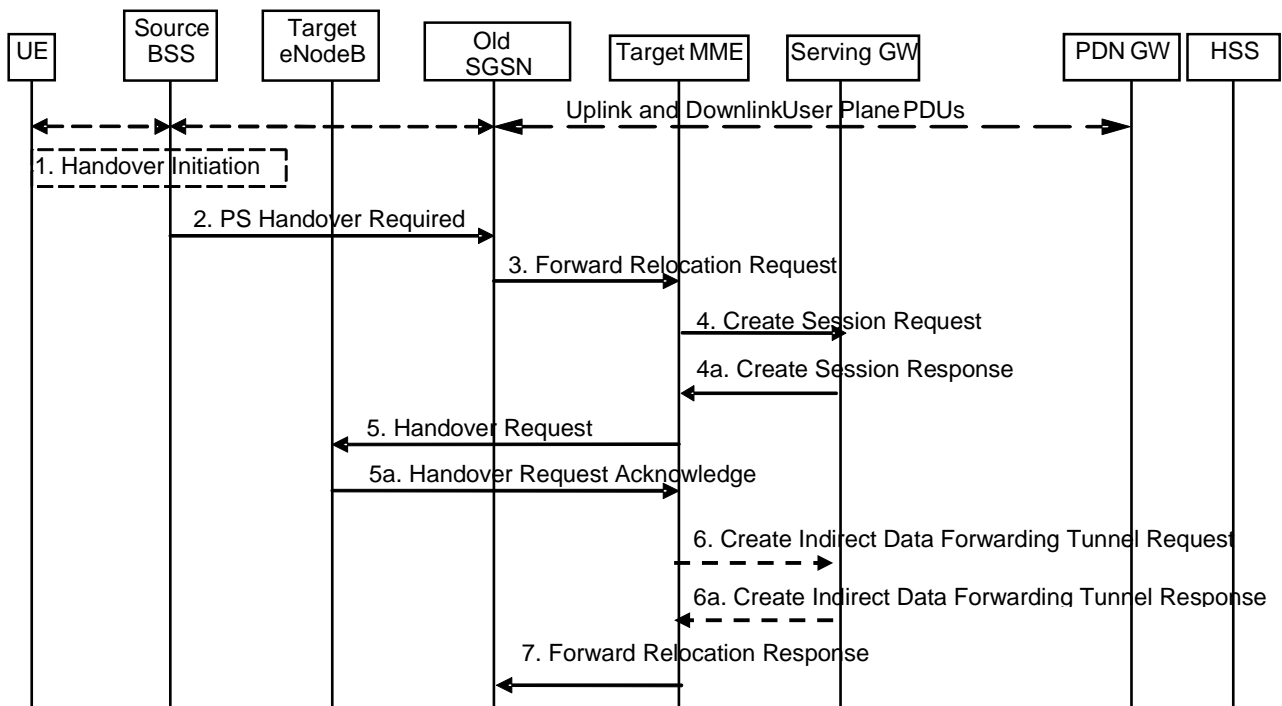 UE
Source
BSS
Target
eNodeB
Old
SGSN
Target MME
Serving GW
PDN GW
HSS
Uplink and DownlinkUser Plane PDUs
1. Handover Initiation
2. PS Handover Required
3. Forward Relocation Request
4. Create Session Request
4a. Create Session Response
5. Handover Request
5a. Handover Request Acknowledge
6. Create Indirect Data Forwarding Tunnel Request
6a. Create Indirect Data Forwarding Tunnel Response
7. Forward Relocation Response